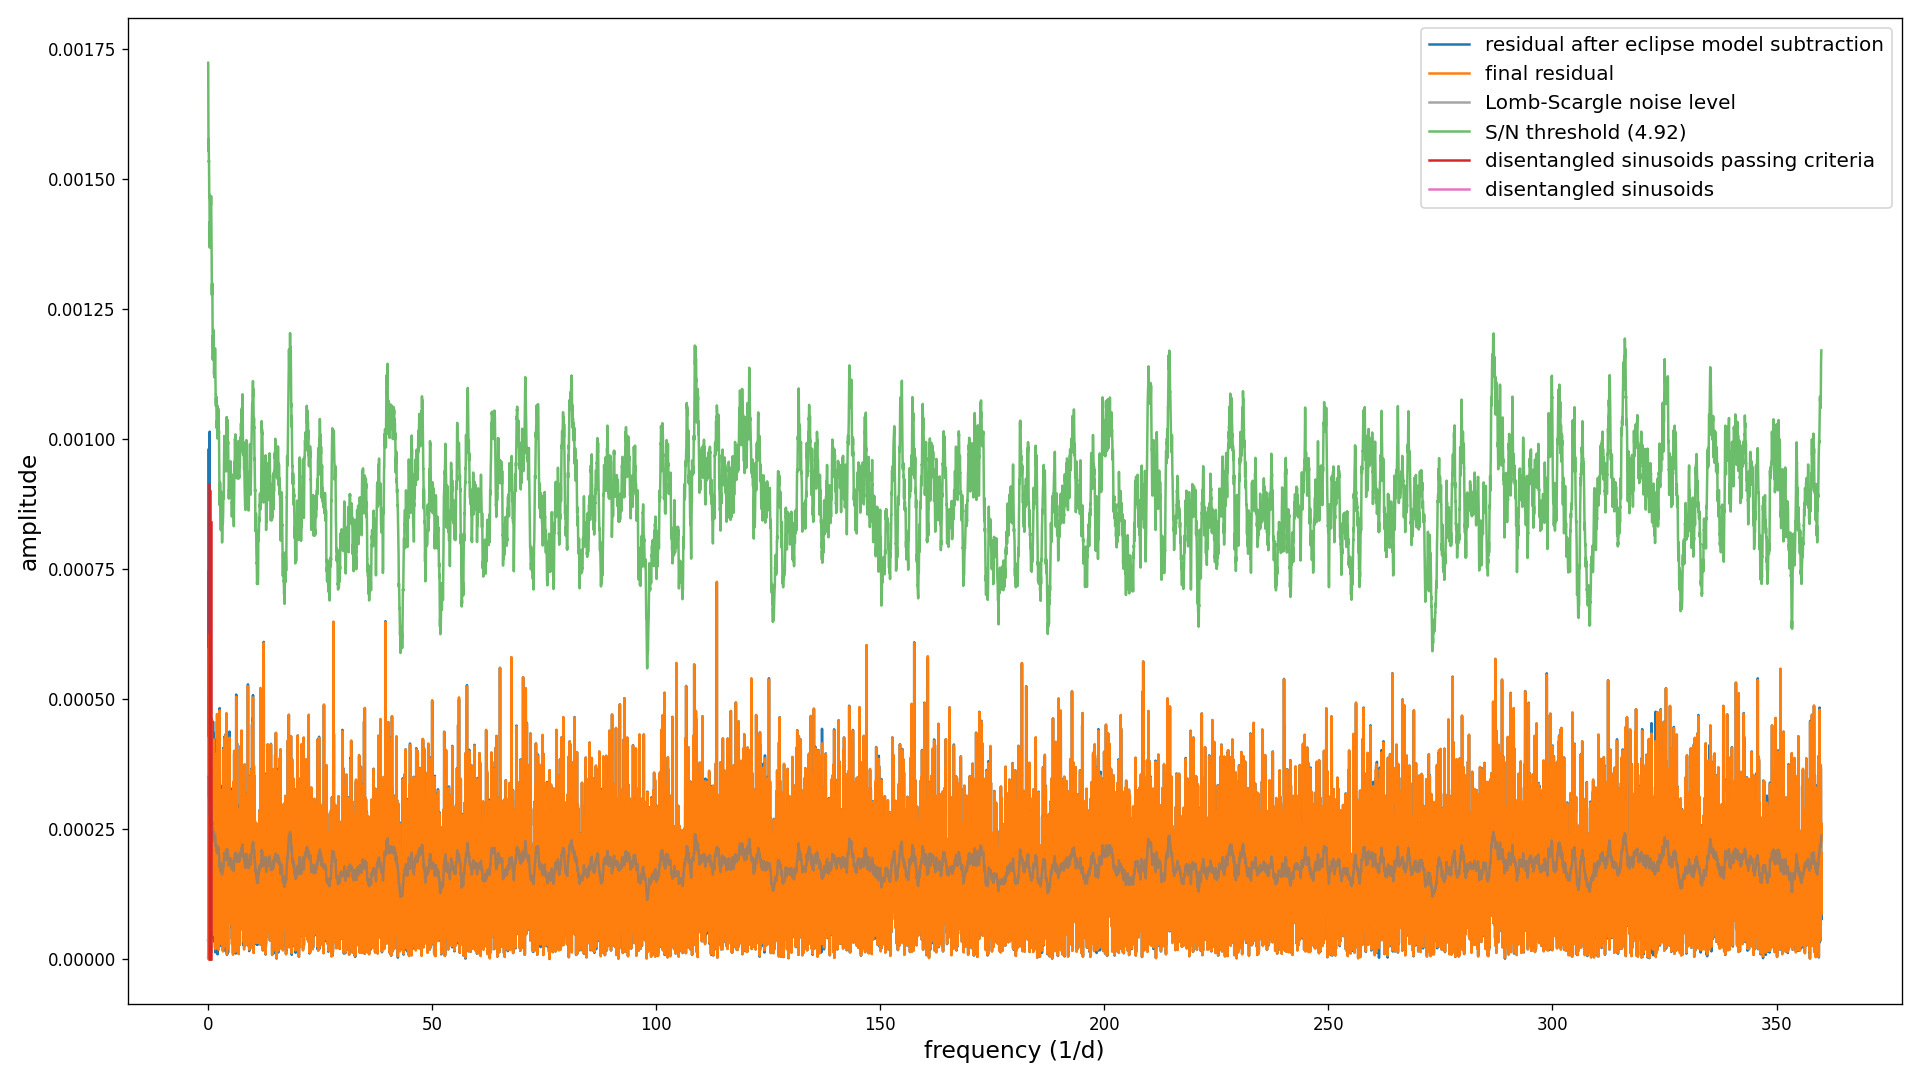 residual after eclipse model subtraction
final residual
Lomb-Scargle noise level
S/N threshold (4.92)
disentangled sinusoids passing criteria
disentangled sinusoids
0.00175
0.00150
0.00125
0.00100
0.00075
0.00050
0.00025
0.00000
amplitude
0 50 100 150 200 250 300 350
frequency (1/d)